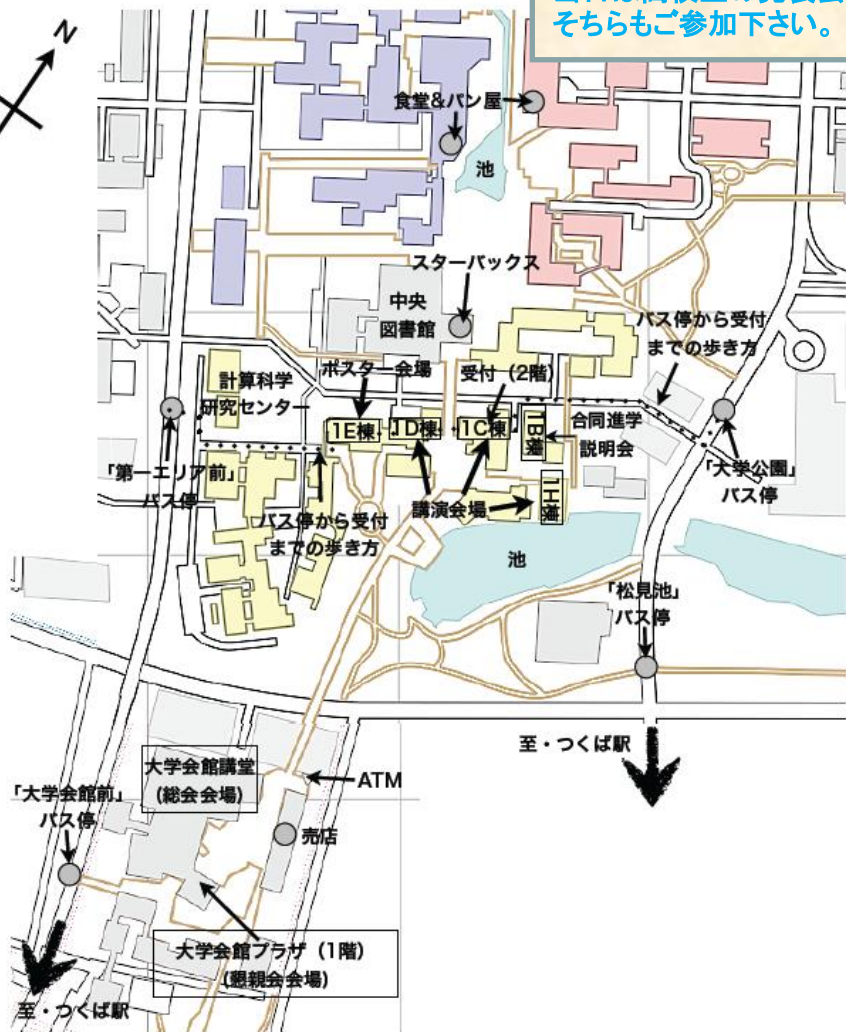 そちらもご参加下さい。
N
食堂&パン屋
池
スターバックス
中央
図書館
バス停から受付
までの歩き方
ポスター会場
受付(2階)
計算科学
研究センター
1E棟
1D棟
1C棟
1B棟
合同進学
説明会
「第一エリア前」
バス停
「大学公園」
バス停
講演会場
1H棟
バス停から受付
までの歩き方
池
「松見池」
バス停
至・つくば駅
大学会館講堂
(総会会場)
ATM
「大学会館前」
バス停
売店
大学会館プラザ(1階)
(懇親会会場)
至・つくば駅